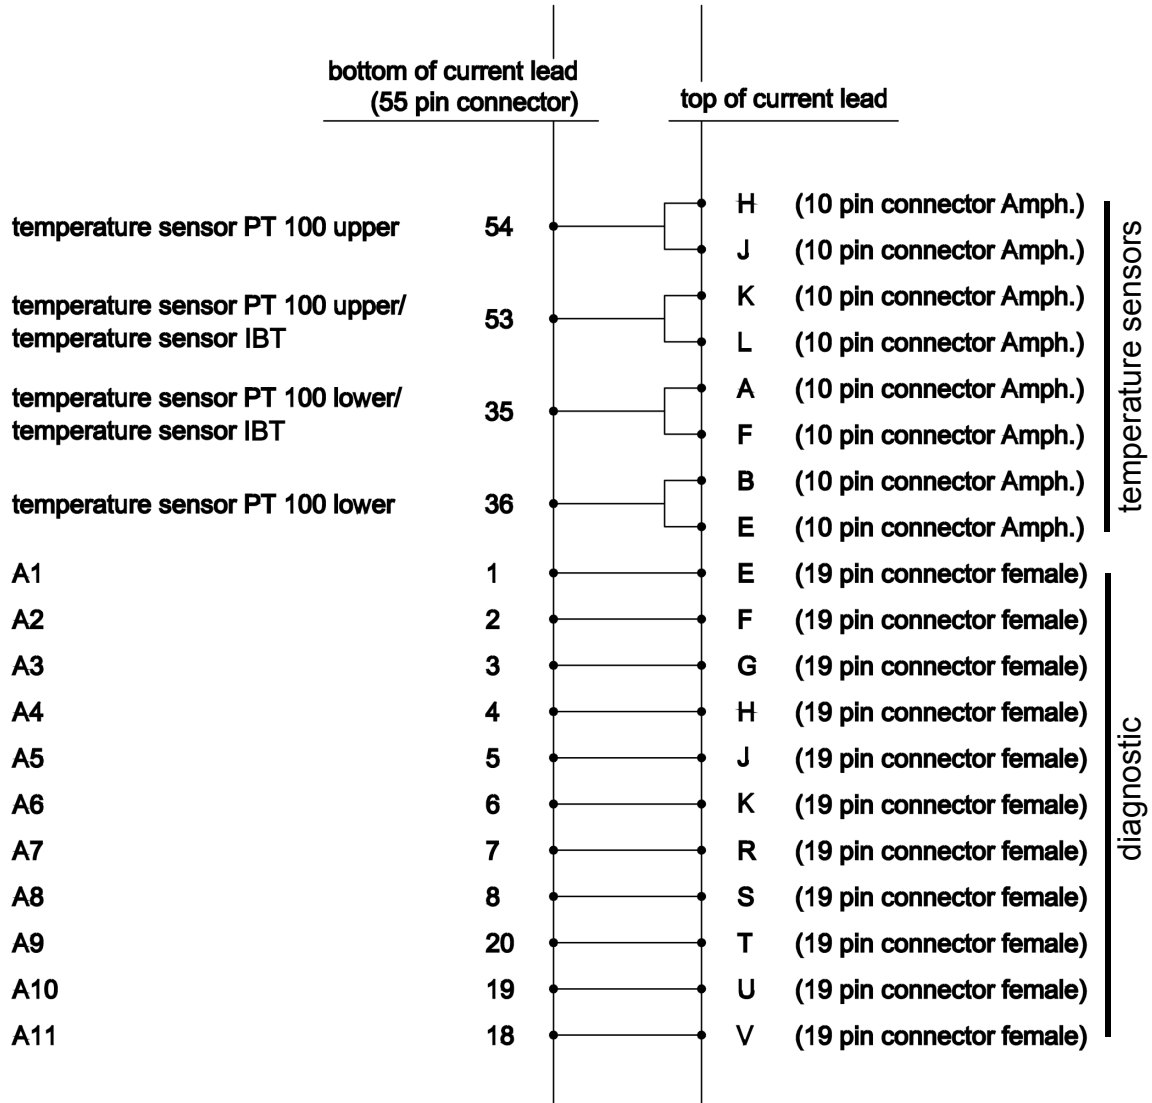 bottom of current lead
(55 pin connector)
top of current lead
temperature sensor PT 100 upper 54 H (10 pin connector Amph.)
J (10 pin connector Amph.)
temperature sensor PT 100 upper/
temperature sensor IBT 53 K (10 pin connector Amph.)
L (10 pin connector Amph.)
temperature sensor PT 100 lower/
temperature sensor IBT 35 A (10 pin connector Amph.)
F (10 pin connector Amph.)
temperature sensor PT 100 lower 36 B (10 pin connector Amph.)
E (10 pin connector Amph.)
temperature sensors
A1 1 E (19 pin connector female)
A2 2 F (19 pin connector female)
A3 3 G (19 pin connector female)
A4 4 H (19 pin connector female)
A5 5 J (19 pin connector female)
A6 6 K (19 pin connector female)
A7 7 R (19 pin connector female)
A8 8 S (19 pin connector female)
A9 20 T (19 pin connector female)
A10 19 U (19 pin connector female)
A11 18 V (19 pin connector female)
diagnostic